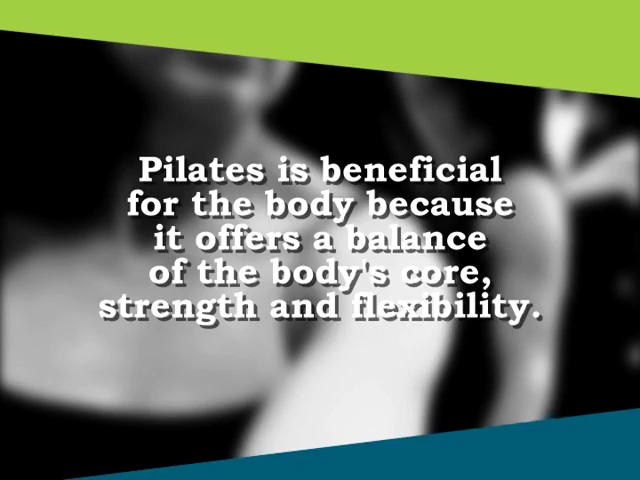 Pilates is beneficial
for the body because
it offers a balance
of the body's core,
strength and flexibility.